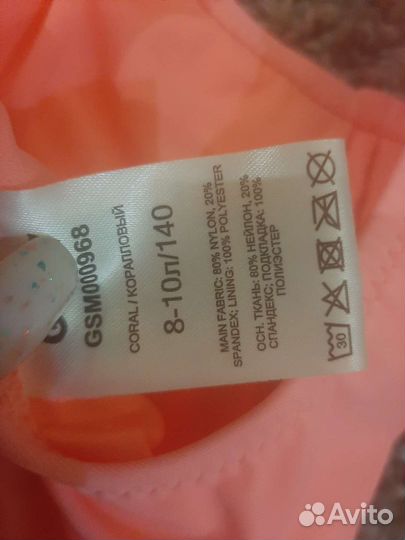 GSM000968
CORAL / КОРАЛЛОВЫЙ
8-10л/140
MAIN FABRIC: 80% NYLON, 20%
SPANDEX; LINING: 100% POLYESTER
ОСН. ТКАНЬ: 80% НЕЙЛОН, 20%
СПАНДЕКС; ПОДКЛАДКА: 100%
ПОЛИЭСТЕР
30
Avito